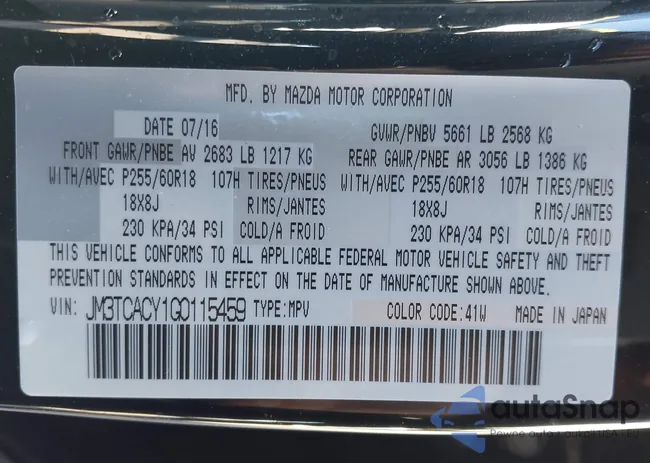 MFD. BY MAZDA MOTOR CORPORATION
DATE 07/16 GVWR/PNBV 5661 LB 2568 KG
FRONT GAWR/PNBE AV 2683 LB 1217 KG REAR GAWR/PNBE AR 3056 LB 1386 KG
WITH/AVEC P255/60R18 107H TIRES/PNEUS WITH/AVEC P255/60R18 107H TIRES/PNEUS
18X8J RIMS/JANTES 18X8J RIMS/JANTES
230 KPA/34 PSI COLD/A FROID 230 KPA/34 PSI COLD/A FROID
THIS VEHICLE CONFORMS TO ALL APPLICABLE FEDERAL MOTOR VEHICLE SAFETY AND THEFT
PREVENTION STANDARDS IN EFFECT ON THE DATE OF MANUFACTURE SHOWN ABOVE.
VIN: JM3TCACY1G0115459 TYPE:MPV COLOR CODE:41W MADE IN JAPAN
autoSnap